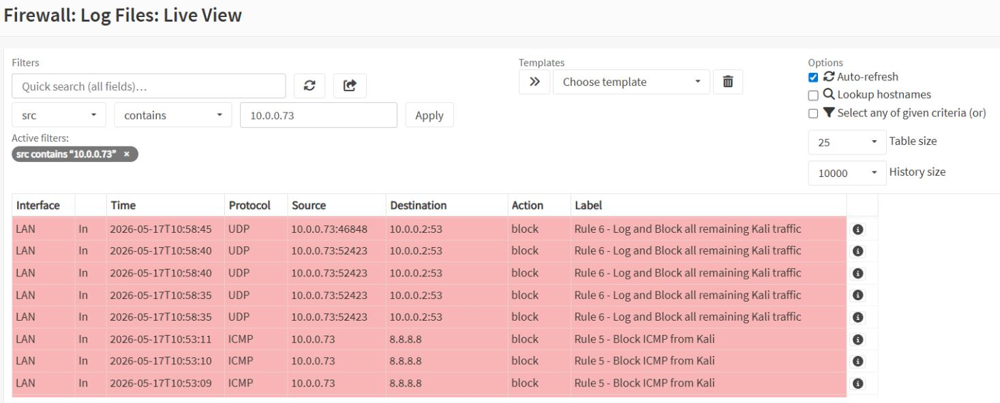 Firewall: Log Files: Live View
Filters
Templates
Options
Quick search (all fields)…
Choose template
Auto-refresh
Lookup hostnames
src
contains
10.0.0.73
Apply
Select any of given criteria (or)
Active filters:
src contains “10.0.0.73” ×
25
Table size
10000
History size
Interface Time Protocol Source Destination Action Label
LAN In 2026-05-17T10:58:45 UDP 10.0.0.73:46848 10.0.0.2:53 block Rule 6 - Log and Block all remaining Kali traffic
LAN In 2026-05-17T10:58:40 UDP 10.0.0.73:52423 10.0.0.2:53 block Rule 6 - Log and Block all remaining Kali traffic
LAN In 2026-05-17T10:58:40 UDP 10.0.0.73:52423 10.0.0.2:53 block Rule 6 - Log and Block all remaining Kali traffic
LAN In 2026-05-17T10:58:35 UDP 10.0.0.73:52423 10.0.0.2:53 block Rule 6 - Log and Block all remaining Kali traffic
LAN In 2026-05-17T10:58:35 UDP 10.0.0.73:52423 10.0.0.2:53 block Rule 6 - Log and Block all remaining Kali traffic
LAN In 2026-05-17T10:53:11 ICMP 10.0.0.73 8.8.8.8 block Rule 5 - Block ICMP from Kali
LAN In 2026-05-17T10:53:10 ICMP 10.0.0.73 8.8.8.8 block Rule 5 - Block ICMP from Kali
LAN In 2026-05-17T10:53:09 ICMP 10.0.0.73 8.8.8.8 block Rule 5 - Block ICMP from Kali